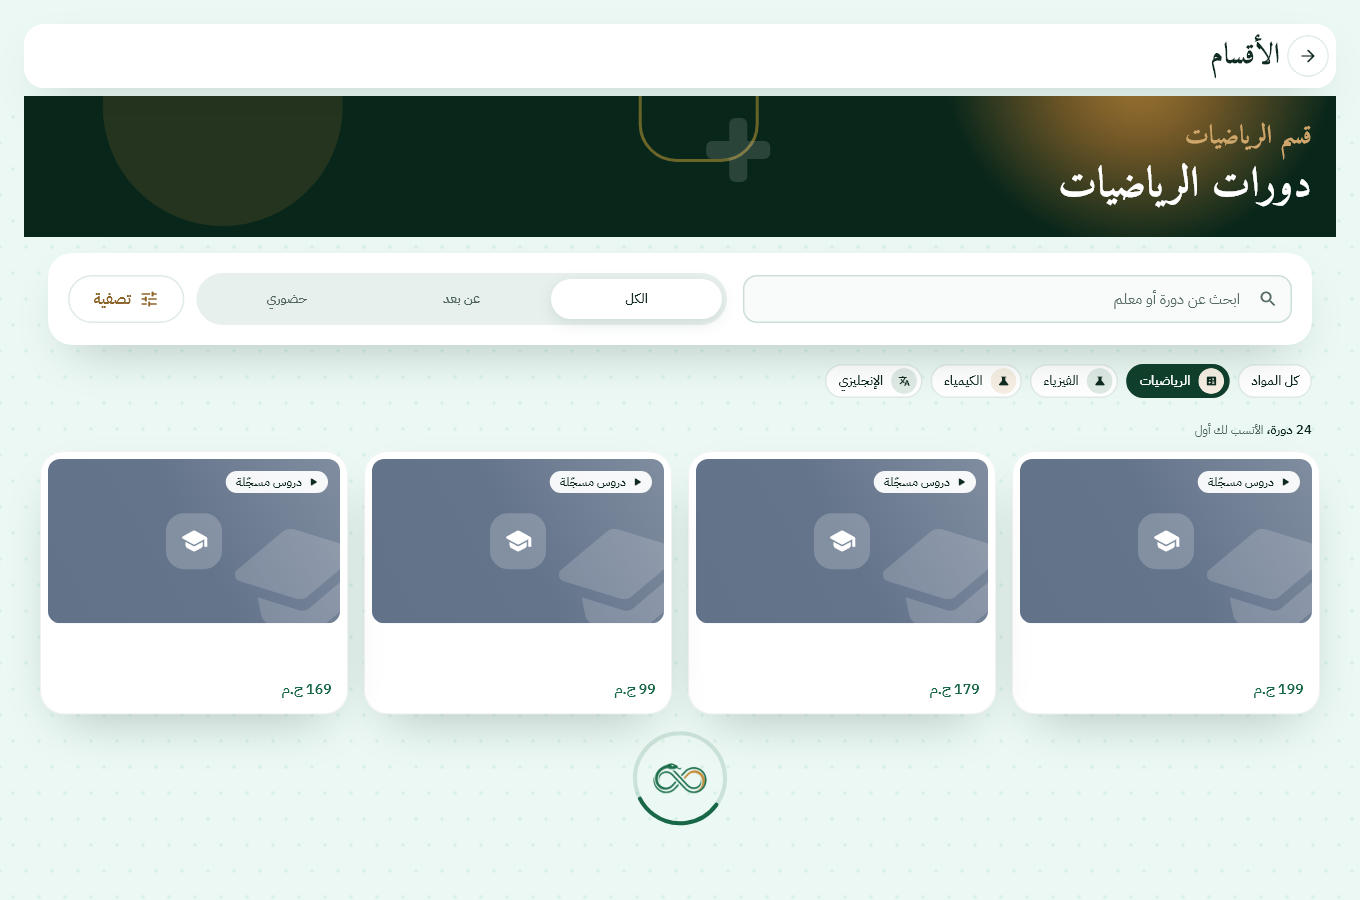 الأقسام
قسم الرياضيات
دورات الرياضيات
ابحث عن دورة أو معلم
الكل
عن بعد
حضوري
تصفية
كل المواد
الرياضيات
الفيزياء
الكيمياء
الإنجليزي
24 دورة، الأنسب لك أول
دروس مسجّلة
دروس مسجّلة
دروس مسجّلة
دروس مسجّلة
199 ج.م
179 ج.م
99 ج.م
169 ج.م